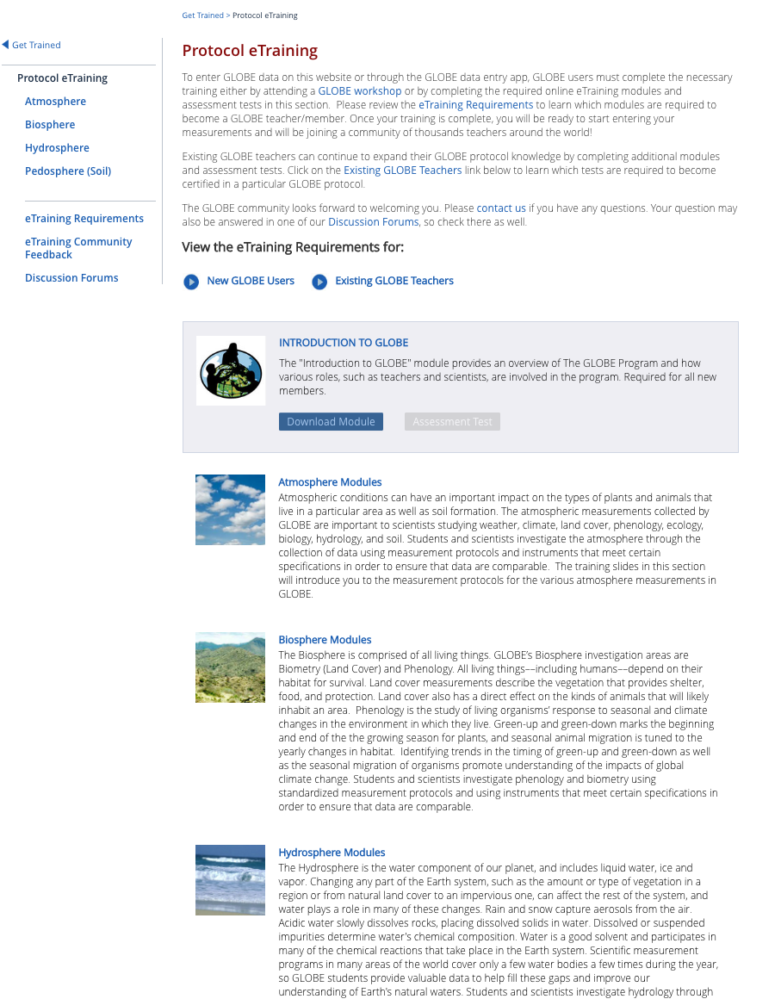 Get Trained > Protocol eTraining
Get Trained
Protocol eTraining
Atmosphere
Biosphere
Hydrosphere
Pedosphere (Soil)
eTraining Requirements
eTraining Community
Feedback
Discussion Forums
Protocol eTraining
To enter GLOBE data on this website or through the GLOBE data entry app, GLOBE users must complete the necessary
training either by attending a GLOBE workshop or by completing the required online eTraining modules and
assessment tests in this section.  Please review the eTraining Requirements to learn which modules are required to
become a GLOBE teacher/member. Once your training is complete, you will be ready to start entering your
measurements and will be joining a community of thousands teachers around the world!
Existing GLOBE teachers can continue to expand their GLOBE protocol knowledge by completing additional modules
and assessment tests. Click on the Existing GLOBE Teachers link below to learn which tests are required to become
certified in a particular GLOBE protocol.
The GLOBE community looks forward to welcoming you. Please contact us if you have any questions. Your question may
also be answered in one of our Discussion Forums, so check there as well.
View the eTraining Requirements for:
New GLOBE Users Existing GLOBE Teachers
INTRODUCTION TO GLOBE
The "Introduction to GLOBE" module provides an overview of The GLOBE Program and how
various roles, such as teachers and scientists, are involved in the program. Required for all new
members.
Download Module Assessment Test
Atmosphere Modules
Atmospheric conditions can have an important impact on the types of plants and animals that
live in a particular area as well as soil formation. The atmospheric measurements collected by
GLOBE are important to scientists studying weather, climate, land cover, phenology, ecology,
biology, hydrology, and soil. Students and scientists investigate the atmosphere through the
collection of data using measurement protocols and instruments that meet certain
specifications in order to ensure that data are comparable.  The training slides in this section
will introduce you to the measurement protocols for the various atmosphere measurements in
GLOBE.
Biosphere Modules
The Biosphere is comprised of all living things. GLOBE’s Biosphere investigation areas are
Biometry (Land Cover) and Phenology. All living things––including humans––depend on their
habitat for survival. Land cover measurements describe the vegetation that provides shelter,
food, and protection. Land cover also has a direct effect on the kinds of animals that will likely
inhabit an area.  Phenology is the study of living organisms’ response to seasonal and climate
changes in the environment in which they live. Green-up and green-down marks the beginning
and end of the the growing season for plants, and seasonal animal migration is tuned to the
yearly changes in habitat.  Identifying trends in the timing of green-up and green-down as well
as the seasonal migration of organisms promote understanding of the impacts of global
climate change. Students and scientists investigate phenology and biometry using
standardized measurement protocols and using instruments that meet certain specifications in
order to ensure that data are comparable.
Hydrosphere Modules
The Hydrosphere is the water component of our planet, and includes liquid water, ice and
vapor. Changing any part of the Earth system, such as the amount or type of vegetation in a
region or from natural land cover to an impervious one, can affect the rest of the system, and
water plays a role in many of these changes. Rain and snow capture aerosols from the air.
Acidic water slowly dissolves rocks, placing dissolved solids in water. Dissolved or suspended
impurities determine water's chemical composition. Water is a good solvent and participates in
many of the chemical reactions that take place in the Earth system. Scientific measurement
programs in many areas of the world cover only a few water bodies a few times during the year,
so GLOBE students provide valuable data to help fill these gaps and improve our
understanding of Earth’s natural waters. Students and scientists investigate hydrology through